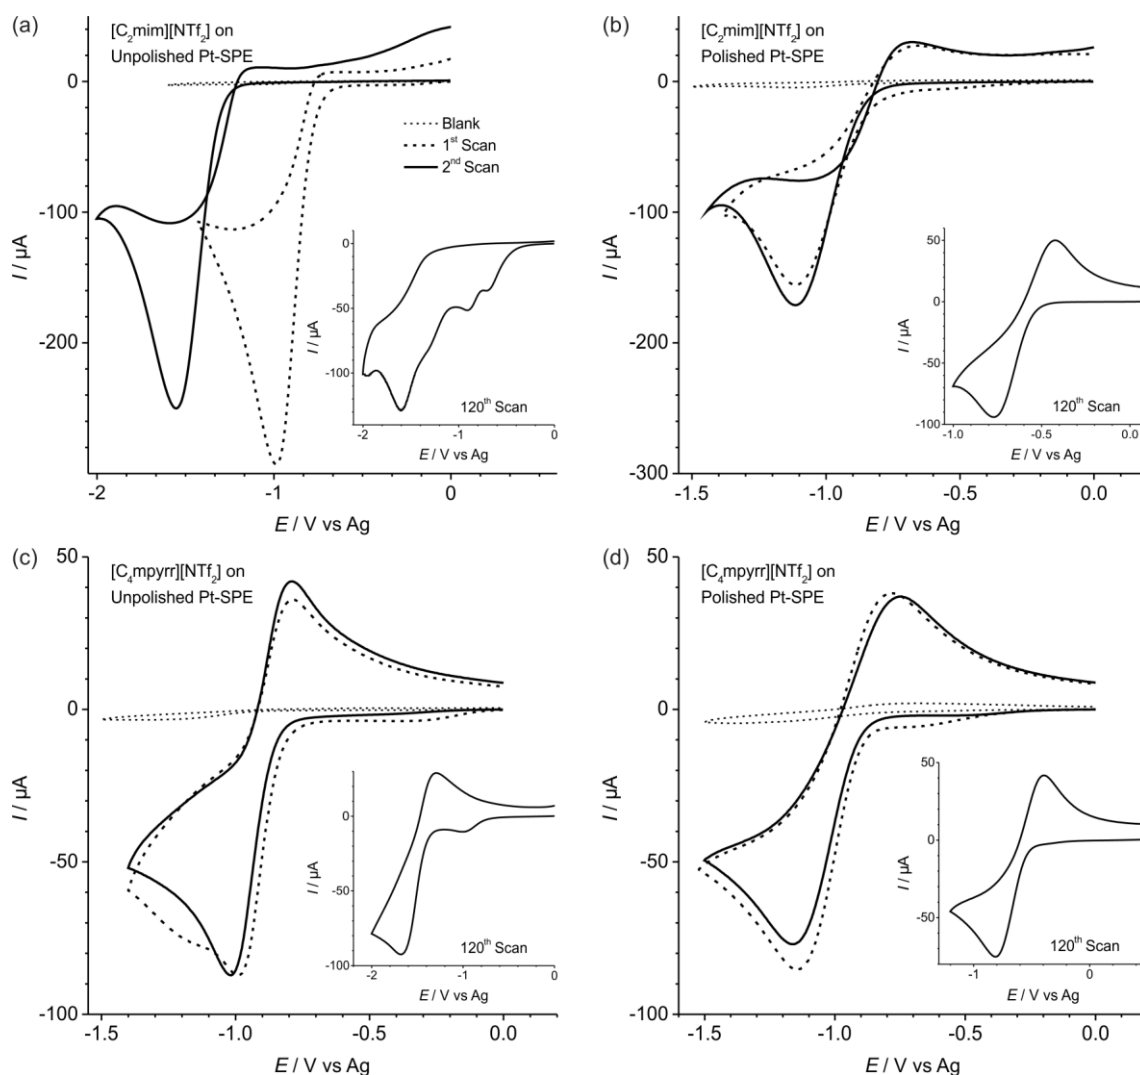 (a)
[C₂mim][NTf₂] on
Unpolished Pt-SPE
0
-100
-200
I / µA
Blank
1st Scan
2nd Scan
0
-50
-100
I / µA
120th Scan
-2
-1
0
E / V vs Ag
-2
-1
0
E / V vs Ag
(b)
[C₂mim][NTf₂] on
Polished Pt-SPE
0
-100
-200
-300
I / µA
50
0
-50
-100
I / µA
120th Scan
-1.0
-0.5
0.0
E / V vs Ag
-1.5
-1.0
-0.5
0.0
E / V vs Ag
(c)
[C₄mpyrr][NTf₂] on
Unpolished Pt-SPE
50
0
-50
-100
I / µA
0
-50
-100
I / µA
120th Scan
-2
-1
0
E / V vs Ag
-1.5
-1.0
-0.5
0.0
E / V vs Ag
(d)
[C₄mpyrr][NTf₂] on
Polished Pt-SPE
50
0
-50
-100
I / µA
50
0
-50
I / µA
120th Scan
-1
0
E / V vs Ag
-1.5
-1.0
-0.5
0.0
E / V vs Ag